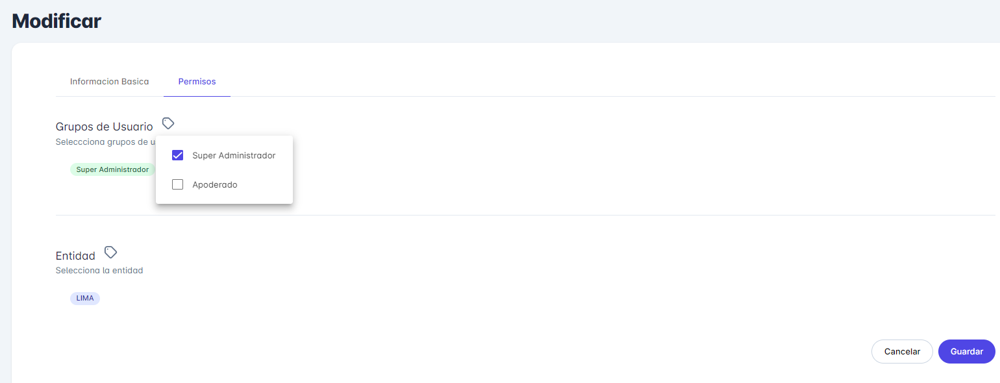 Modificar
Informacion Basica
Permisos
Grupos de Usuario
Seleccciona grupos de u
Super Administrador
Super Administrador
Apoderado
Entidad
Selecciona la entidad
LIMA
Cancelar
Guardar